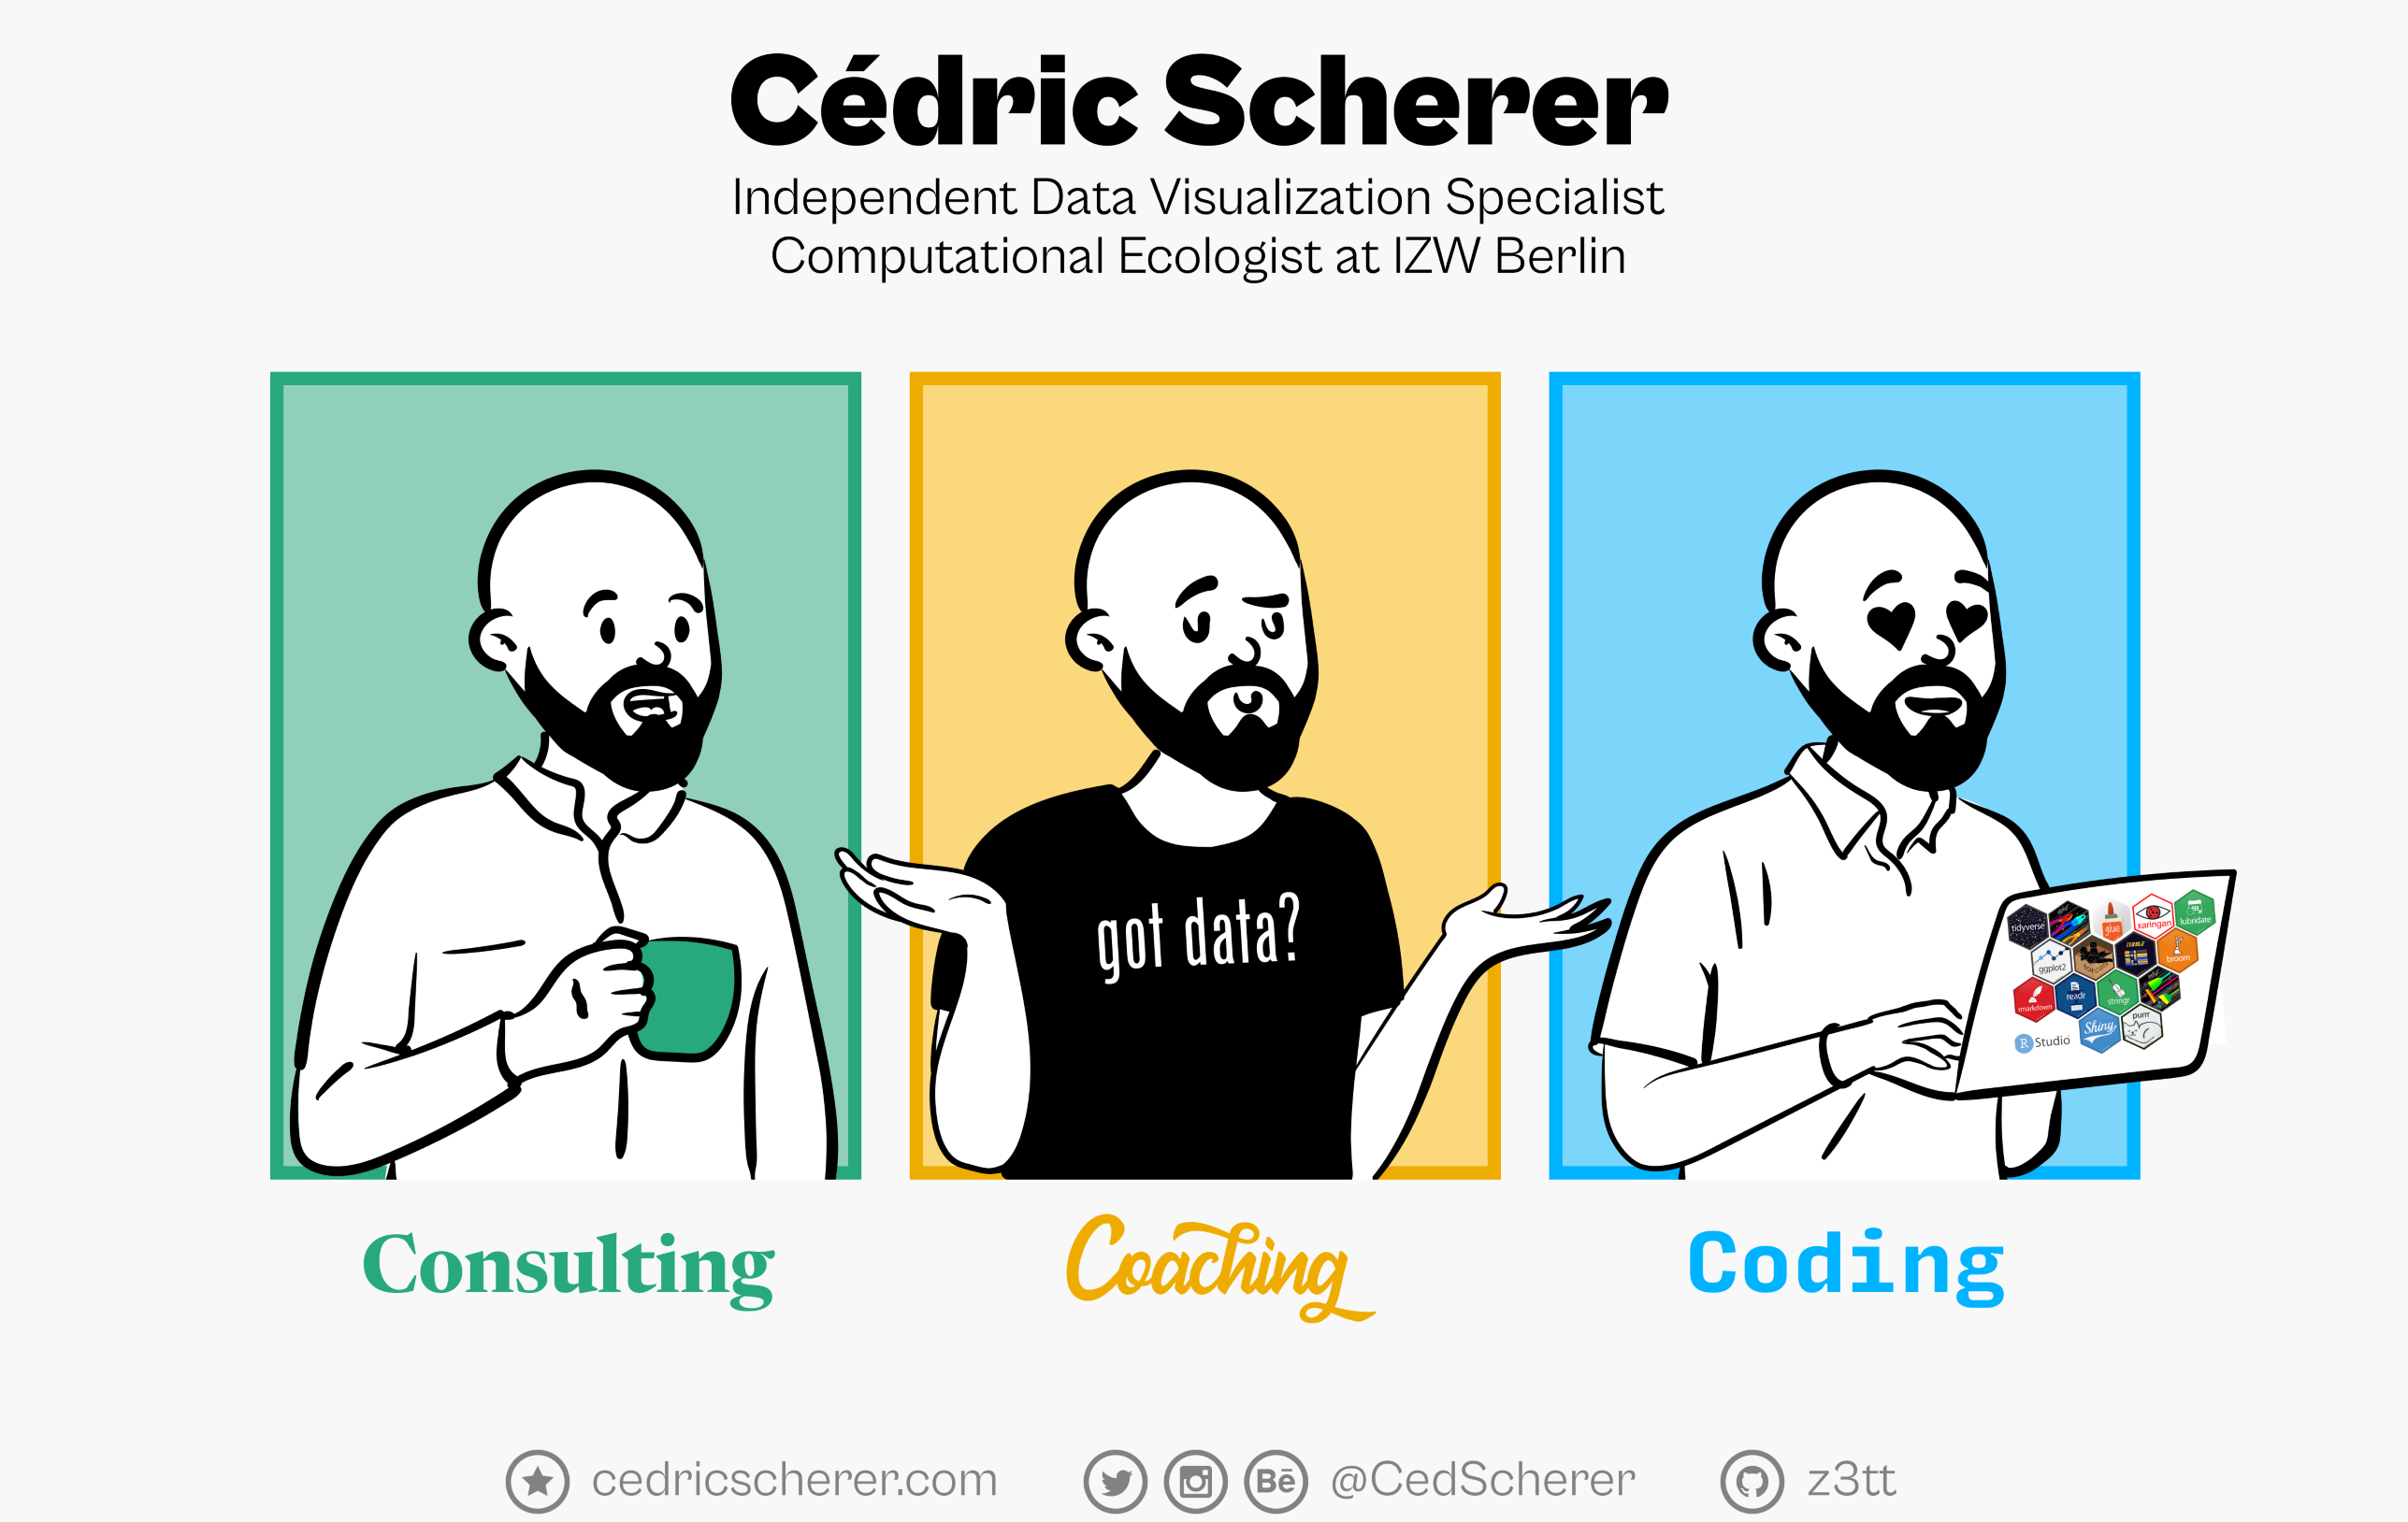 Cédric Scherer
Independent Data Visualization Specialist
Computational Ecologist at IZW Berlin
got data?
tidyverse
glue
xaringan
lubridate
ggplot2
broom
rmarkdown
readr
stringr
purrr
Shiny
R Studio
Consulting
Coaching
Coding
cedricscherer.com
Bē
@CedScherer
z3tt